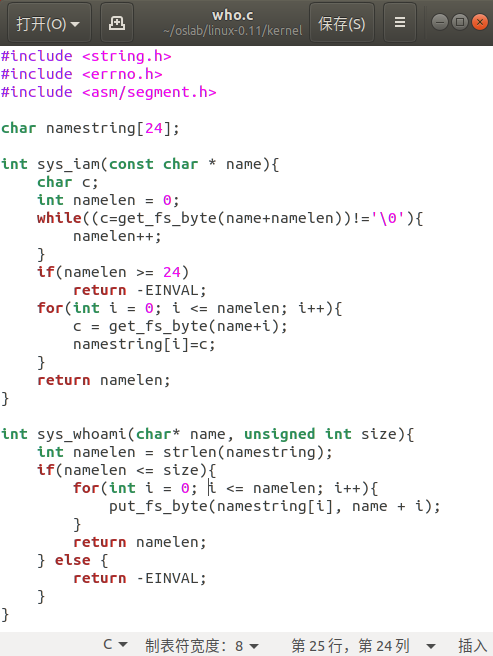 打开(O)
who.c
~/oslab/linux-0.11/kernel
保存(S)
#include <string.h>
#include <errno.h>
#include <asm/segment.h>

char namestring[24];

int sys_iam(const char * name){
    char c;
    int namelen = 0;
    while((c=get_fs_byte(name+namelen))!='\0'){
        namelen++;
    }
    if(namelen >= 24)
        return -EINVAL;
    for(int i = 0; i <= namelen; i++){
        c = get_fs_byte(name+i);
        namestring[i]=c;
    }
    return namelen;
}

int sys_whoami(char* name, unsigned int size){
    int namelen = strlen(namestring);
    if(namelen <= size){
        for(int i = 0; i <= namelen; i++){
            put_fs_byte(namestring[i], name + i);
        }
        return namelen;
    } else {
        return -EINVAL;
    }
}
C
制表符宽度：8
第 25 行，第 24 列
插入